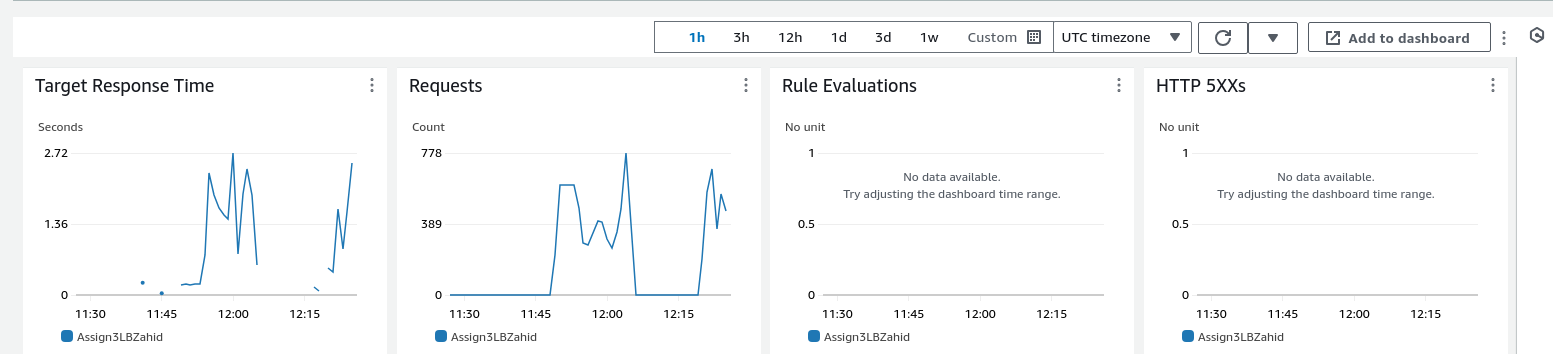 1h 3h 12h 1d 3d 1w Custom UTC timezone Add to dashboard
Target Response Time
Seconds
2.72
1.36
0
11:30 11:45 12:00 12:15
Assign3LBZahid
Requests
Count
778
389
0
11:30 11:45 12:00 12:15
Assign3LBZahid
Rule Evaluations
No unit
1
No data available.
Try adjusting the dashboard time range.
0.5
0
11:30 11:45 12:00 12:15
Assign3LBZahid
HTTP 5XXs
No unit
1
No data available.
Try adjusting the dashboard time range.
0.5
0
11:30 11:45 12:00 12:15
Assign3LBZahid